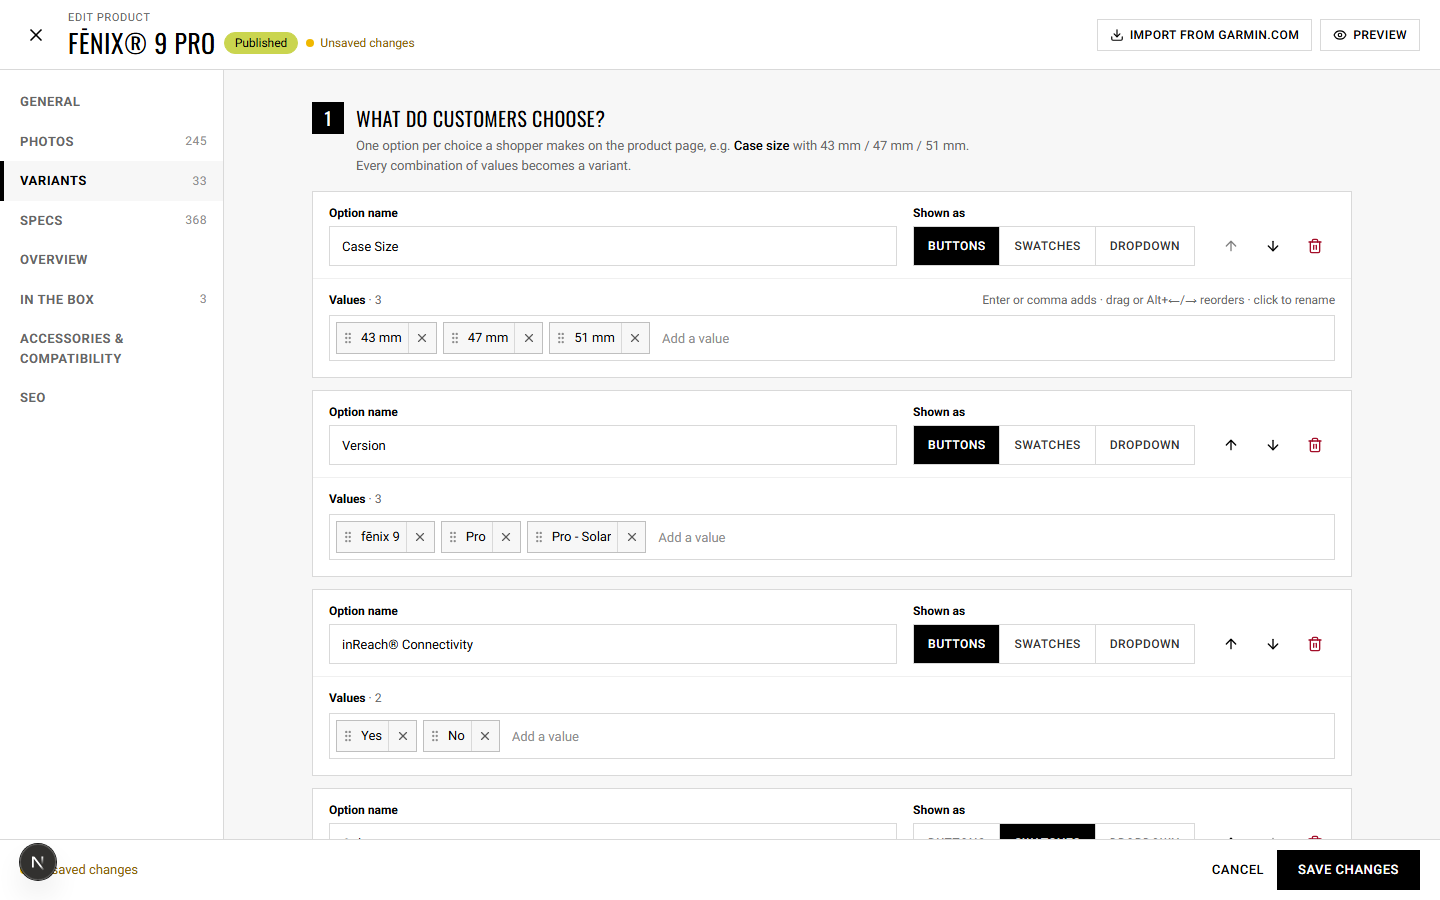 EDIT PRODUCT
FĒNIX® 9 PRO Published Unsaved changes
IMPORT FROM GARMIN.COM PREVIEW
GENERAL
PHOTOS 245
VARIANTS 33
SPECS 368
OVERVIEW
IN THE BOX 3
ACCESSORIES &
COMPATIBILITY
SEO
1 WHAT DO CUSTOMERS CHOOSE?
One option per choice a shopper makes on the product page, e.g. Case size with 43 mm / 47 mm / 51 mm.
Every combination of values becomes a variant.
Option name Shown as
Case Size BUTTONS SWATCHES DROPDOWN
Values · 3 Enter or comma adds · drag or Alt+←/→ reorders · click to rename
43 mm 47 mm 51 mm Add a value
Option name Shown as
Version BUTTONS SWATCHES DROPDOWN
Values · 3
fēnix 9 Pro Pro - Solar Add a value
Option name Shown as
inReach® Connectivity BUTTONS SWATCHES DROPDOWN
Values · 2
Yes No Add a value
Option name Shown as
N saved changes
CANCEL SAVE CHANGES